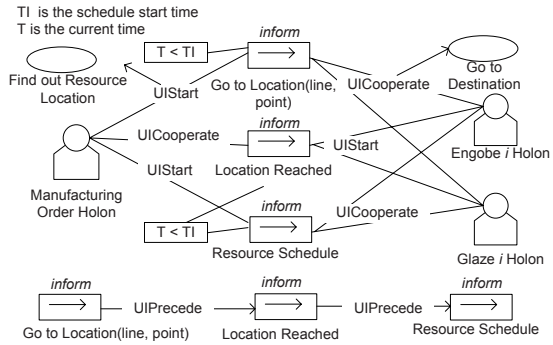 TI is the schedule start time
T is the current time
inform
T < TI
Find out Resource
Location
Go to Location(line,
point)
Go to
Destination
UIStart
UICooperate
inform
UICooperate
UIStart
Engobe i Holon
Location Reached
UIStart
Manufacturing
Order Holon
inform
UICooperate
T < TI
Resource Schedule
Glaze i Holon
inform
inform
inform
UIPrecede
UIPrecede
Go to Location(line, point)
Location Reached
Resource Schedule